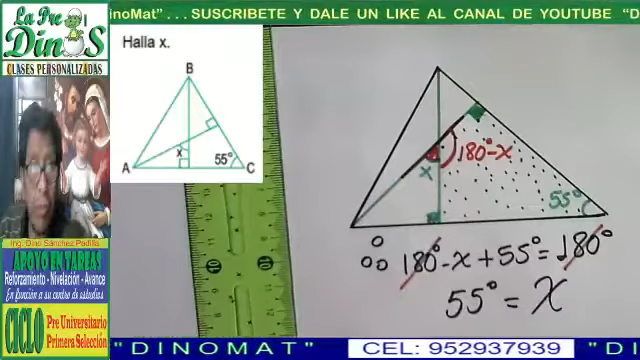 DinoMat" . . . SUSCRIBETE Y DALE UN LIKE AL CANAL DE YOUTUBE "D
La Pre
DinoS
CLASES PERSONALIZADAS
Halla x.
B
x
55°
A
C
180°-x
x
55°
180°-x+55°=180°
55°=x
10
Ing. Dino Sánchez Padilla
APOYO EN TAREAS
Reforzamiento - Nivelación - Avance
En función a su centro de estudios
CICLO Pre Universitario
Primera Selección
"DINOMAT"
CEL: 952937939
"D